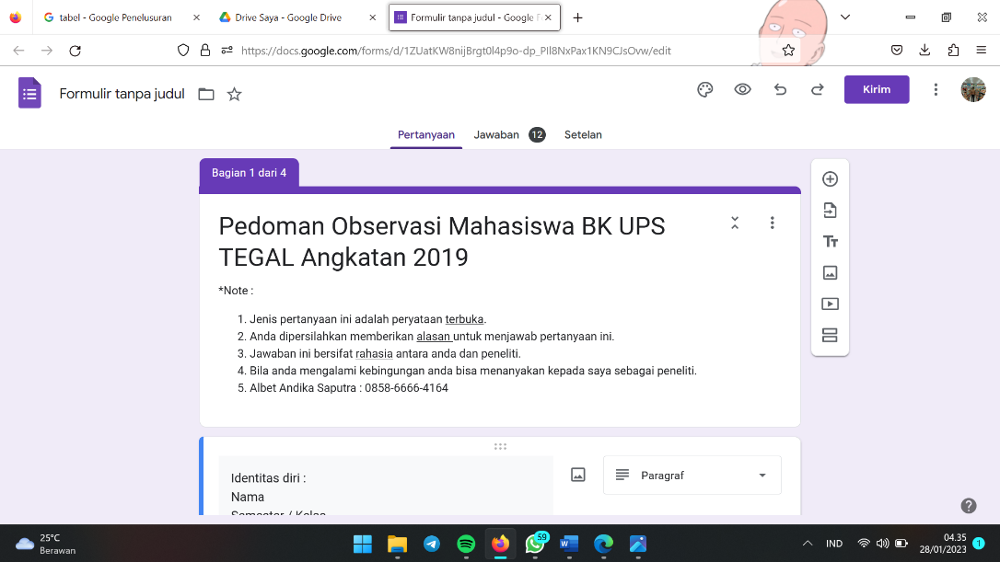 tabel - Google Penelusuran
Drive Saya - Google Drive
Formulir tanpa judul - Google F
https://docs.google.com/forms/d/1ZUatKW8nijBrgt0l4p9o-dp_PIl8NxPax1KN9CJsOvw/edit
Formulir tanpa judul
Kirim
Pertanyaan
Jawaban 12
Setelan
Bagian 1 dari 4
Pedoman Observasi Mahasiswa BK UPS
TEGAL Angkatan 2019
*Note :
1. Jenis pertanyaan ini adalah peryataan terbuka.
2. Anda dipersilahkan memberikan alasan untuk menjawab pertanyaan ini.
3. Jawaban ini bersifat rahasia antara anda dan peneliti.
4. Bila anda mengalami kebingungan anda bisa menanyakan kepada saya sebagai peneliti.
5. Albet Andika Saputra : 0858-6666-4164
Identitas diri :
Nama
Semester / Kelas
Paragraf
25°C
Berawan
59
IND
04.35
28/01/2023
1